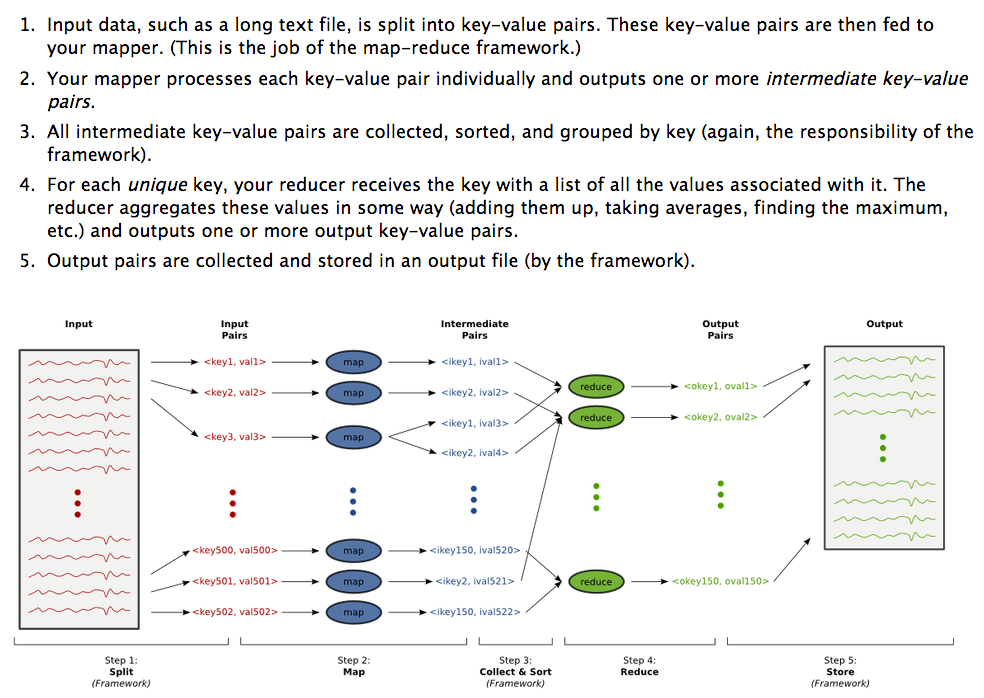 1. Input data, such as a long text file, is split into key-value pairs. These key-value pairs are then fed to
your mapper. (This is the job of the map-reduce framework.)
2. Your mapper processes each key-value pair individually and outputs one or more intermediate key-value
pairs.
3. All intermediate key-value pairs are collected, sorted, and grouped by key (again, the responsibility of the
framework).
4. For each unique key, your reducer receives the key with a list of all the values associated with it. The
reducer aggregates these values in some way (adding them up, taking averages, finding the maximum,
etc.) and outputs one or more output key-value pairs.
5. Output pairs are collected and stored in an output file (by the framework).
Input
Input
Pairs
Intermediate
Pairs
Output
Pairs
Output
<key1, val1> map <ikey1, ival1>
reduce <okey1, oval1>
<key2, val2> map <ikey2, ival2>
reduce <okey2, oval2>
<key3, val3> map <ikey1, ival3>
<ikey2, ival4>
<key500, val500> map <ikey150, ival520>
<key501, val501> map <ikey2, ival521> reduce <okey150, oval150>
<key502, val502> map <ikey150, ival522>
Step 1:
Split
(Framework)
Step 2:
Map
Step 3:
Collect & Sort
(Framework)
Step 4:
Reduce
Step 5:
Store
(Framework)